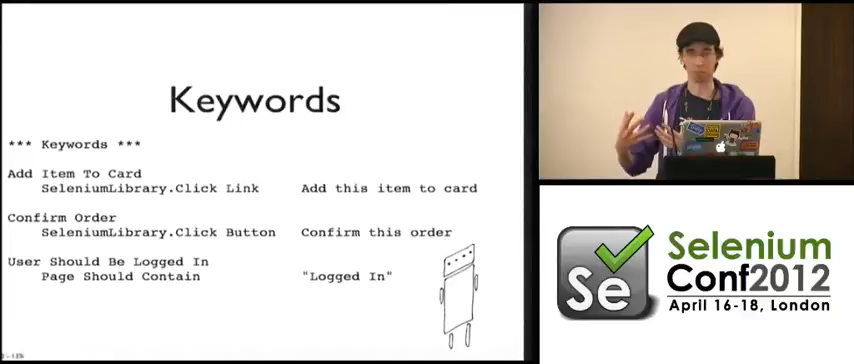 Keywords
*** Keywords ***
Add Item To Card
SeleniumLibrary.Click Link Add this item to card
Confirm Order
SeleniumLibrary.Click Button Confirm this order
User Should Be Logged In
Page Should Contain "Logged In"
Se
Selenium
Conf2012
April 16-18, London